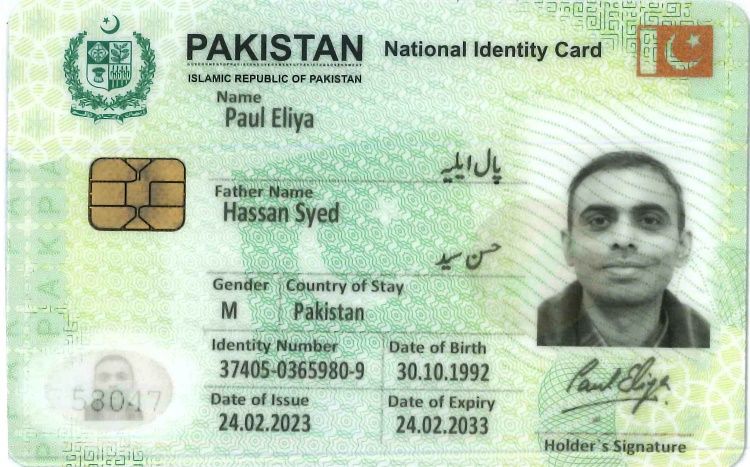 PAKISTAN National Identity Card
ISLAMIC REPUBLIC OF PAKISTAN
Name
Paul Eliya
پال ایلیہ
Father Name
Hassan Syed
حسن سید
Gender Country of Stay
M Pakistan
Identity Number Date of Birth
37405-0365980-9 30.10.1992
Date of Issue Date of Expiry
24.02.2023 24.02.2033
58047
Paul Eliya
Holder`s Signature